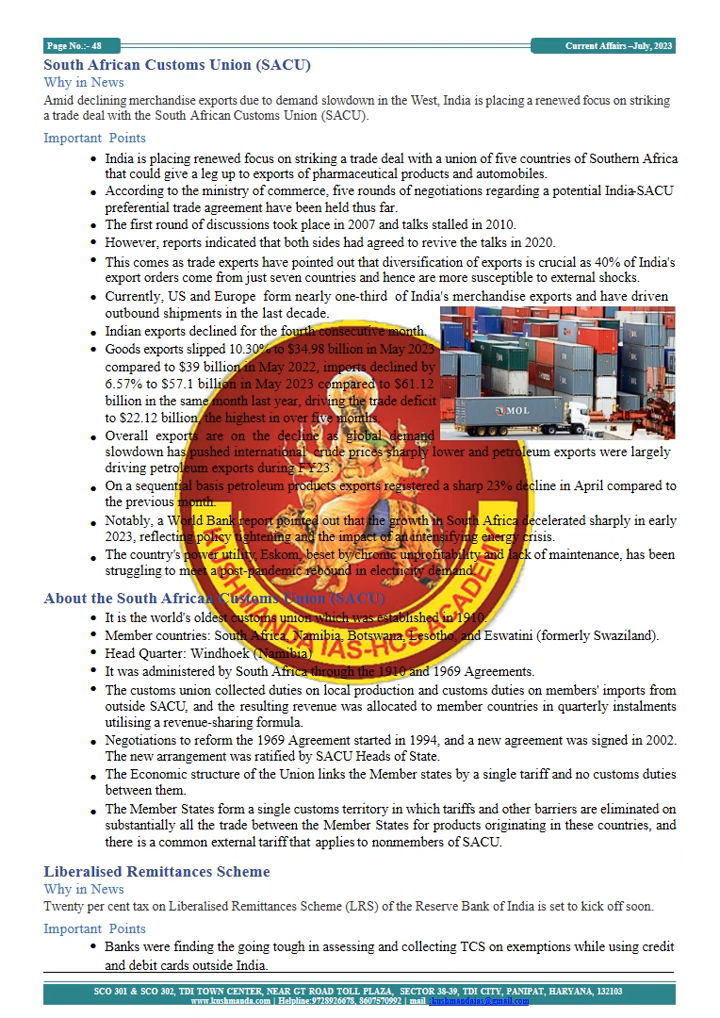 Page No.:- 48
Current Affairs –July, 2023
South African Customs Union (SACU)
Why in News
Amid declining merchandise exports due to demand slowdown in the West, India is placing a renewed focus on striking
a trade deal with the South African Customs Union (SACU).
Important Points
• India is placing renewed focus on striking a trade deal with a union of five countries of Southern Africa
that could give a leg up to exports of pharmaceutical products and automobiles.
• According to the ministry of commerce, five rounds of negotiations regarding a potential India-SACU
preferential trade agreement have been held thus far.
• The first round of discussions took place in 2007 and talks stalled in 2010.
• However, reports indicated that both sides had agreed to revive the talks in 2020.
• This comes as trade experts have pointed out that diversification of exports is crucial as 40% of India's
export orders come from just seven countries and hence are more susceptible to external shocks.
• Currently, US and Europe form nearly one-third of India's merchandise exports and have driven
outbound shipments in the last decade.
• Indian exports declined for the fourth consecutive month.
• Goods exports slipped 10.30% to $34.98 billion in May 2023
compared to $39 billion in May 2022, imports declined by
6.57% to $57.1 billion in May 2023 compared to $61.12
billion in the same month last year, driving the trade deficit
to $22.12 billion, the highest in over five months.
MOL
• Overall exports are on the decline as global demand
slowdown has pushed international crude prices sharply lower and petroleum exports were largely
driving petroleum exports during FY23.
• On a sequential basis petroleum products exports registered a sharp 23% decline in April compared to
the previous month.
• Notably, a World Bank report pointed out that the growth in South Africa decelerated sharply in early
2023, reflecting policy tightening and the impact of an intensifying energy crisis.
• The country's power utility, Eskom, beset by chronic unprofitability and lack of maintenance, has been
struggling to meet a post-pandemic rebound in electricity demand.
About the South African Customs Union (SACU)
• It is the world's oldest customs union which was established in 1910.
• Member countries: South Africa, Namibia, Botswana, Lesotho, and Eswatini (formerly Swaziland).
• Head Quarter: Windhoek (Namibia)
• It was administered by South Africa through the 1910 and 1969 Agreements.
• The customs union collected duties on local production and customs duties on members' imports from
outside SACU, and the resulting revenue was allocated to member countries in quarterly instalments
utilising a revenue-sharing formula.
• Negotiations to reform the 1969 Agreement started in 1994, and a new agreement was signed in 2002.
The new arrangement was ratified by SACU Heads of State.
• The Economic structure of the Union links the Member states by a single tariff and no customs duties
between them.
• The Member States form a single customs territory in which tariffs and other barriers are eliminated on
substantially all the trade between the Member States for products originating in these countries, and
there is a common external tariff that applies to nonmembers of SACU.
KUSHMANDA IAS-HCS ACADEMY
Liberalised Remittances Scheme
Why in News
Twenty per cent tax on Liberalised Remittances Scheme (LRS) of the Reserve Bank of India is set to kick off soon.
Important Points
• Banks were finding the going tough in assessing and collecting TCS on exemptions while using credit
and debit cards outside India.
SCO 301 & SCO 302, TDI TOWN CENTER, NEAR GT ROAD TOLL PLAZA, SECTOR 38-39, TDI CITY, PANIPAT, HARYANA, 132103
www.kushmanda.com | Helpline:9728926678, 8607570992 | mail :kushmandaias@gmail.com